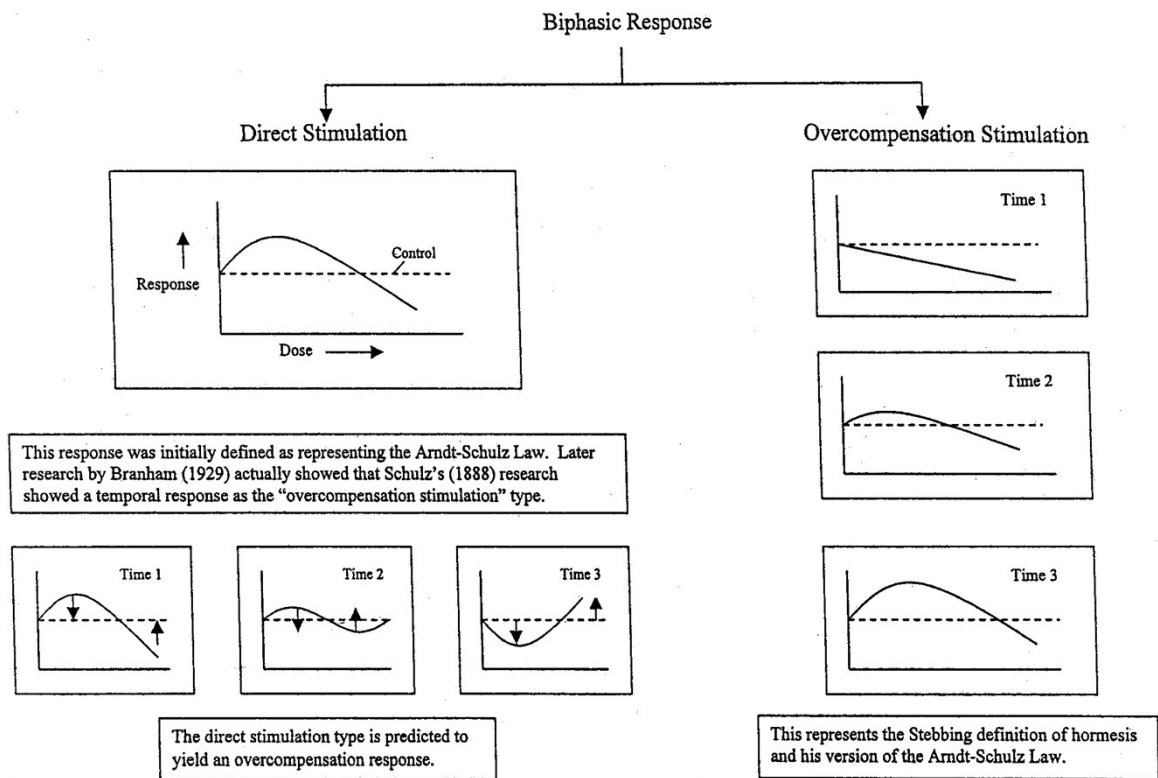 Biphasic Response
Direct Stimulation
Response
Control
Dose
This response was initially defined as representing the Arndt-Schulz Law. Later
research by Branham (1929) actually showed that Schulz's (1888) research
showed a temporal response as the "overcompensation stimulation" type.
Time 1
Time 2
Time 3
The direct stimulation type is predicted to
yield an overcompensation response.
Overcompensation Stimulation
Time 1
Time 2
Time 3
This represents the Stebbing definition of hormesis
and his version of the Arndt-Schulz Law.